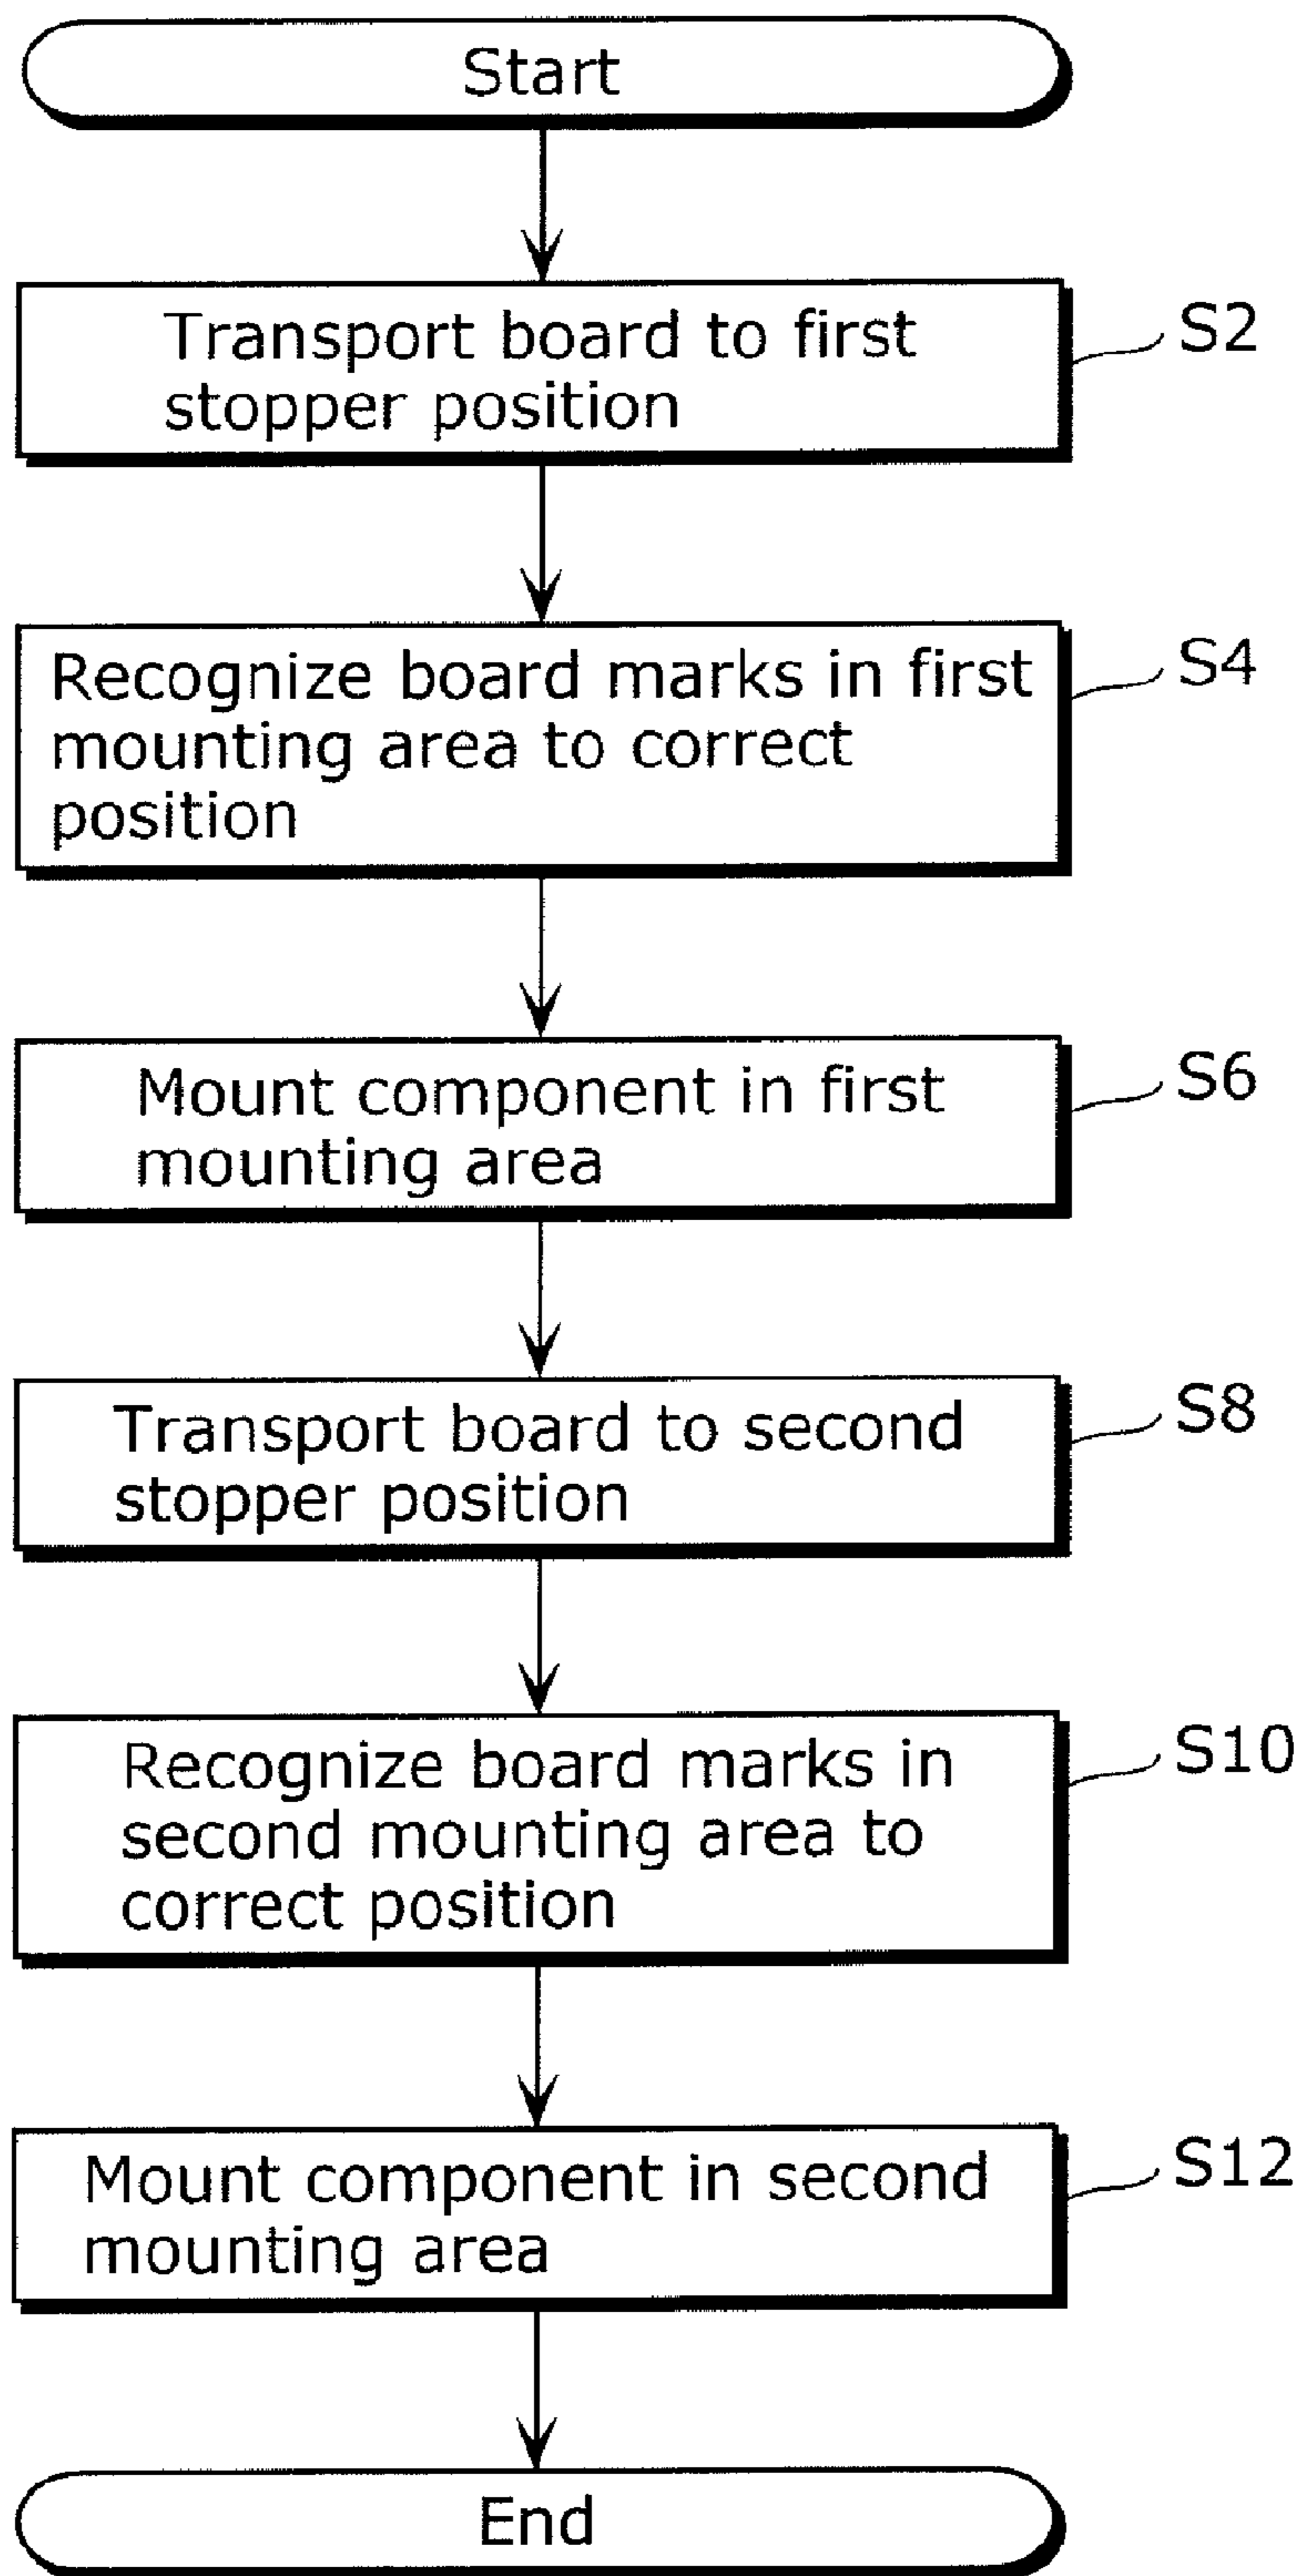 Start
Transport board to first
stopper position
S2
Recognize board marks in first
mounting area to correct
position
S4
Mount component in first
mounting area
S6
Transport board to second
stopper position
S8
Recognize board marks in
second mounting area to
correct position
S10
Mount component in second
mounting area
S12
End